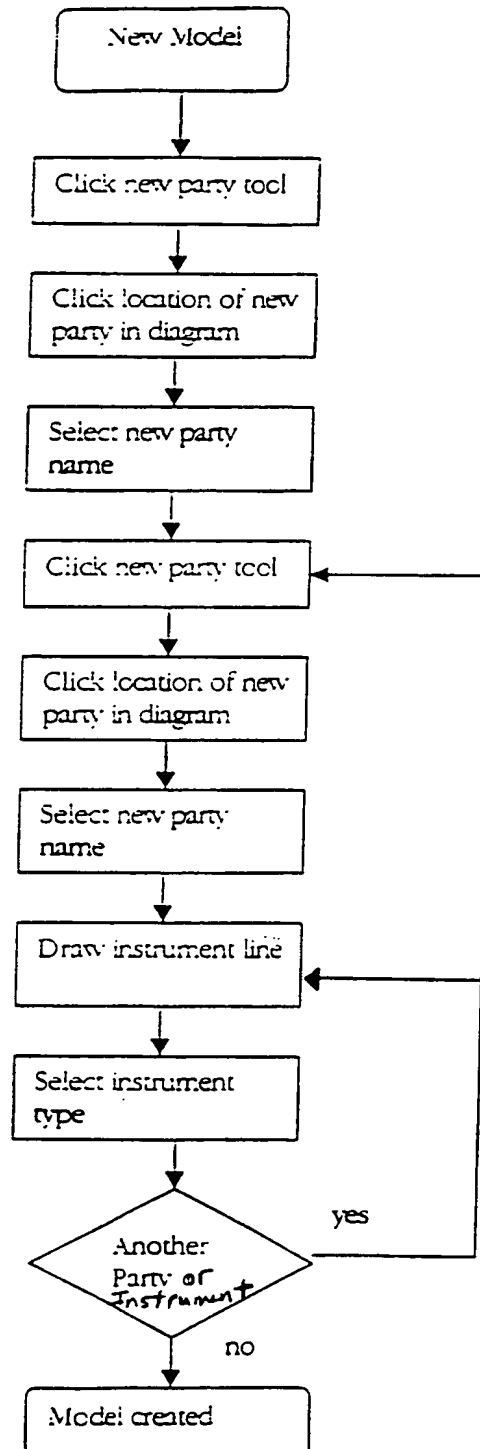 New Model
Click new party tool
Click location of new
party in diagram
Select new party
name
Click new party tool
Click location of new
party in diagram
Select new party
name
Draw instrument line
Select instrument
type
yes
Another
Party or
Instrument
no
Model created